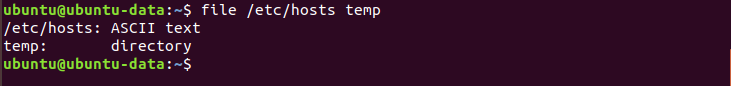 ubuntu@ubuntu-data:~$ file /etc/hosts temp
/etc/hosts: ASCII text
temp:       directory
ubuntu@ubuntu-data:~$